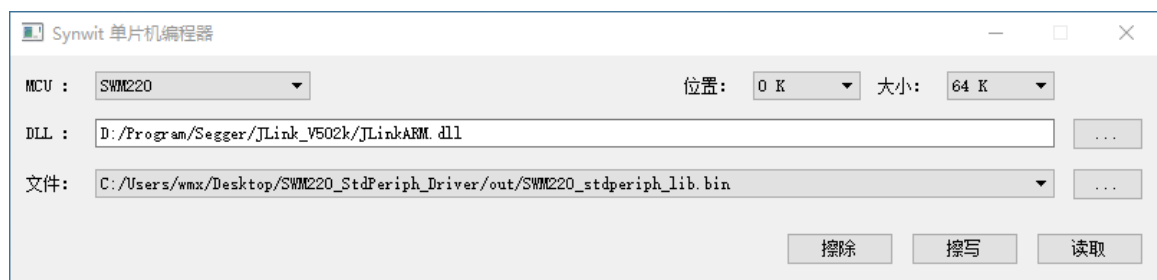 Synwit 单片机编程器
MCU : SWM220 位置: 0 K 大小: 64 K
DLL : D:/Program/Segger/JLink_V502k/JLinkARM.dll ...
文件: C:/Users/wmx/Desktop/SWM220_StdPeriph_Driver/out/SWM220_stdperiph_lib.bin ...
擦除 擦写 读取